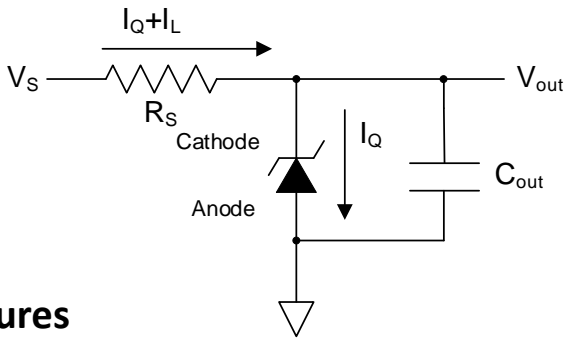 I_Q+I_L
V_S
R_S
V_out
Cathode
I_Q
C_out
Anode
ures